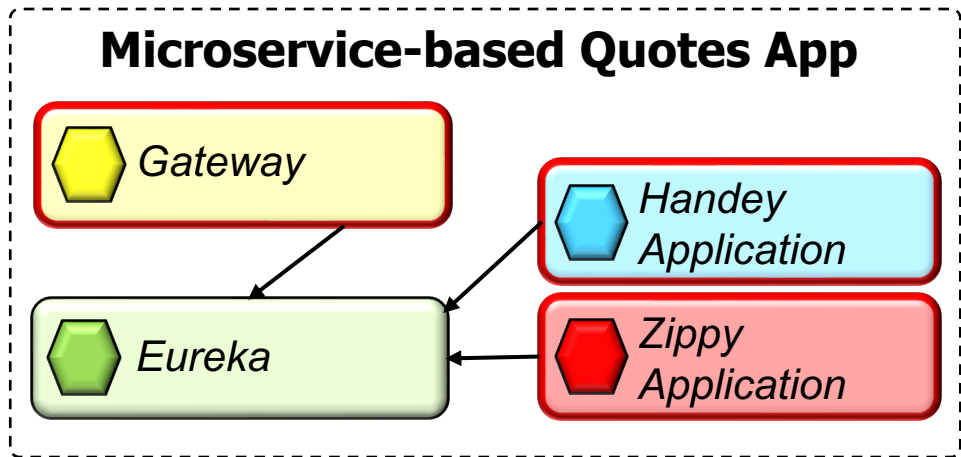 Microservice-based Quotes App
Gateway
Handey
Application
Eureka
Zippy
Application